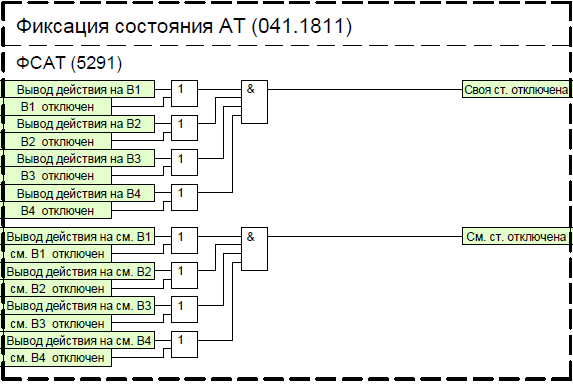 Фиксация состояния АТ (041.1811)
ФСАТ (5291)
Вывод действия на В1
1
&
Своя ст. отключена
В1 отключен
Вывод действия на В2
1
В2 отключен
Вывод действия на В3
1
В3 отключен
Вывод действия на В4
1
В4 отключен
Вывод действия на см. В1
1
&
См. ст. отключена
см. В1 отключен
Вывод действия на см. В2
1
см. В2 отключен
Вывод действия на см. В3
1
см. В3 отключен
Вывод действия на см. В4
1
см. В4 отключен